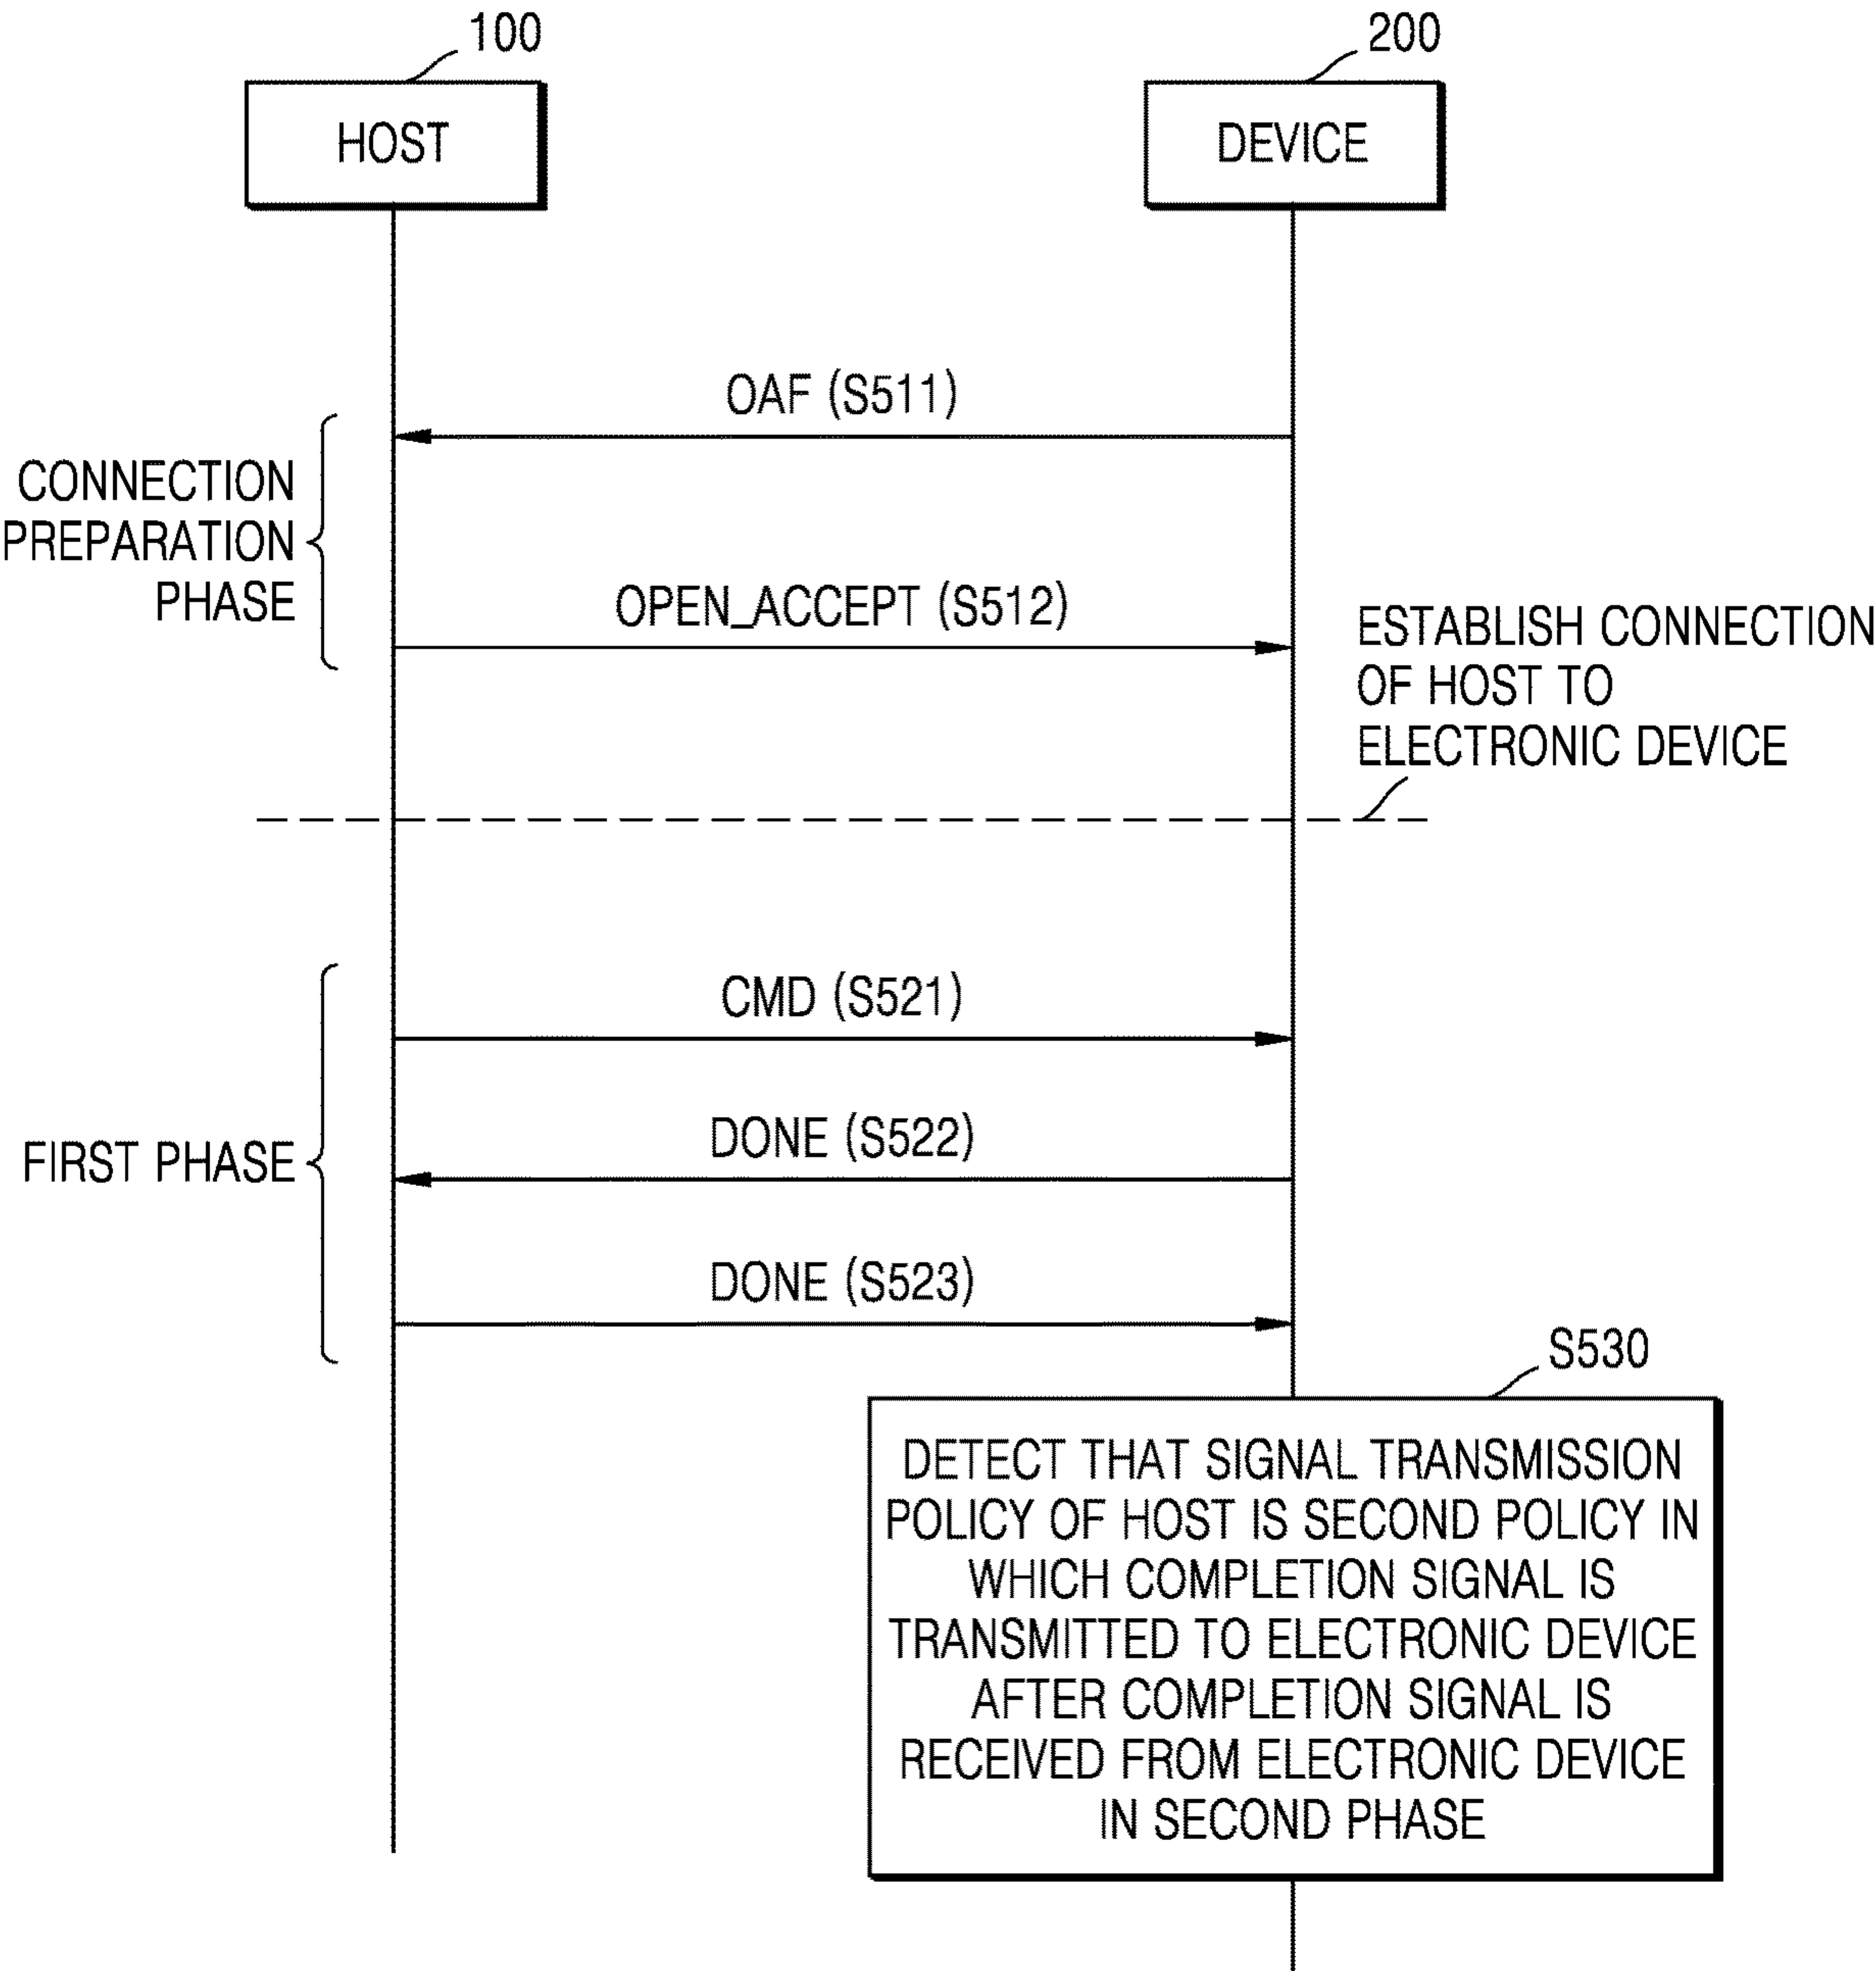 100
200
HOST
DEVICE
OAF (S511)
CONNECTION
PREPARATION
PHASE
OPEN_ACCEPT (S512)
ESTABLISH CONNECTION
OF HOST TO
ELECTRONIC DEVICE
CMD (S521)
DONE (S522)
FIRST PHASE
DONE (S523)
S530
DETECT THAT SIGNAL TRANSMISSION
POLICY OF HOST IS SECOND POLICY IN
WHICH COMPLETION SIGNAL IS
TRANSMITTED TO ELECTRONIC DEVICE
AFTER COMPLETION SIGNAL IS
RECEIVED FROM ELECTRONIC DEVICE
IN SECOND PHASE